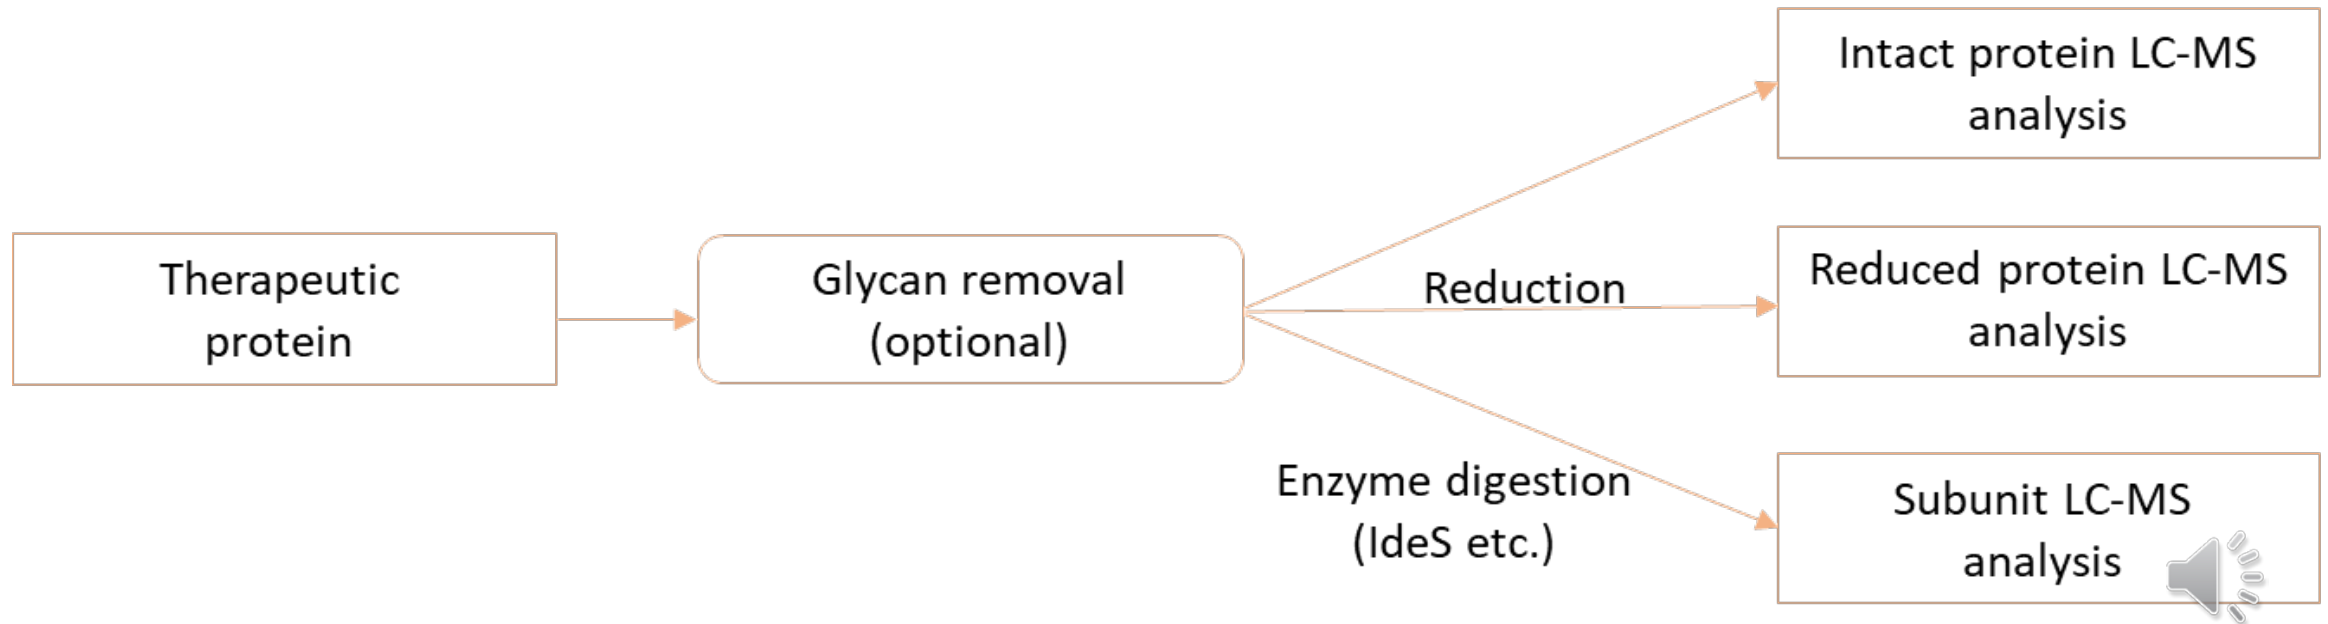 Therapeutic
protein
Glycan removal
(optional)
Reduction
Enzyme digestion
(IdeS etc.)
Intact protein LC-MS
analysis
Reduced protein LC-MS
analysis
Subunit LC-MS
analysis